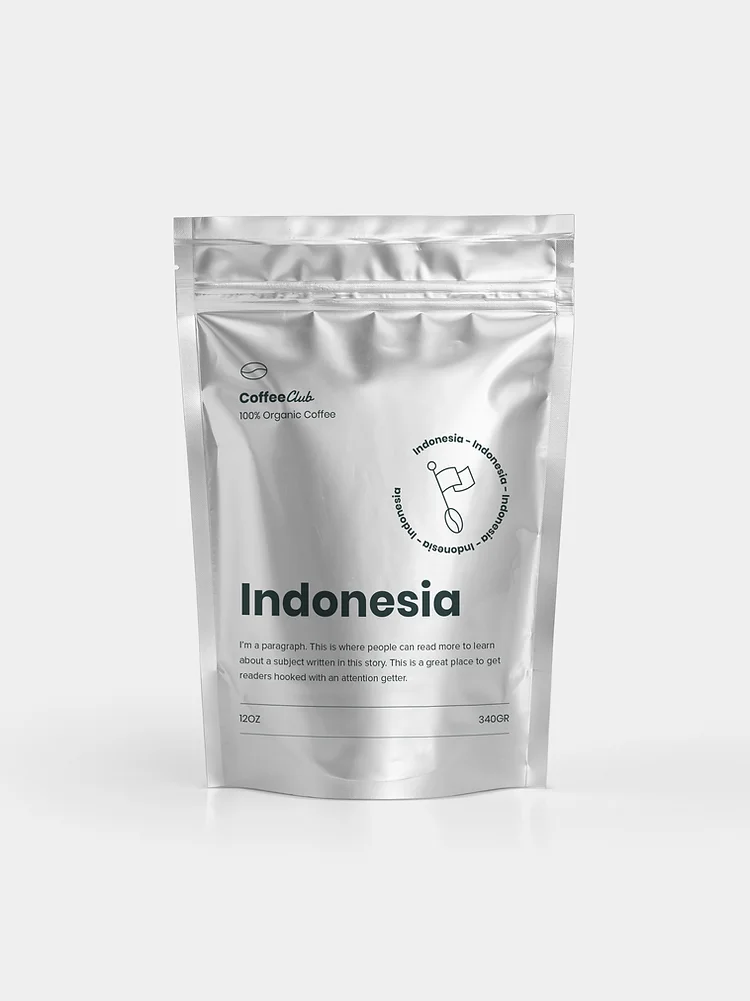 CoffeeClub
100% Organic Coffee
Indonesia - Indonesia - Indonesia - Indonesia - Indonesia
Indonesia
I'm a paragraph. This is where people can read more to learn
about a subject written in this story. This is a great place to get
readers hooked with an attention getter.
12OZ 340GR